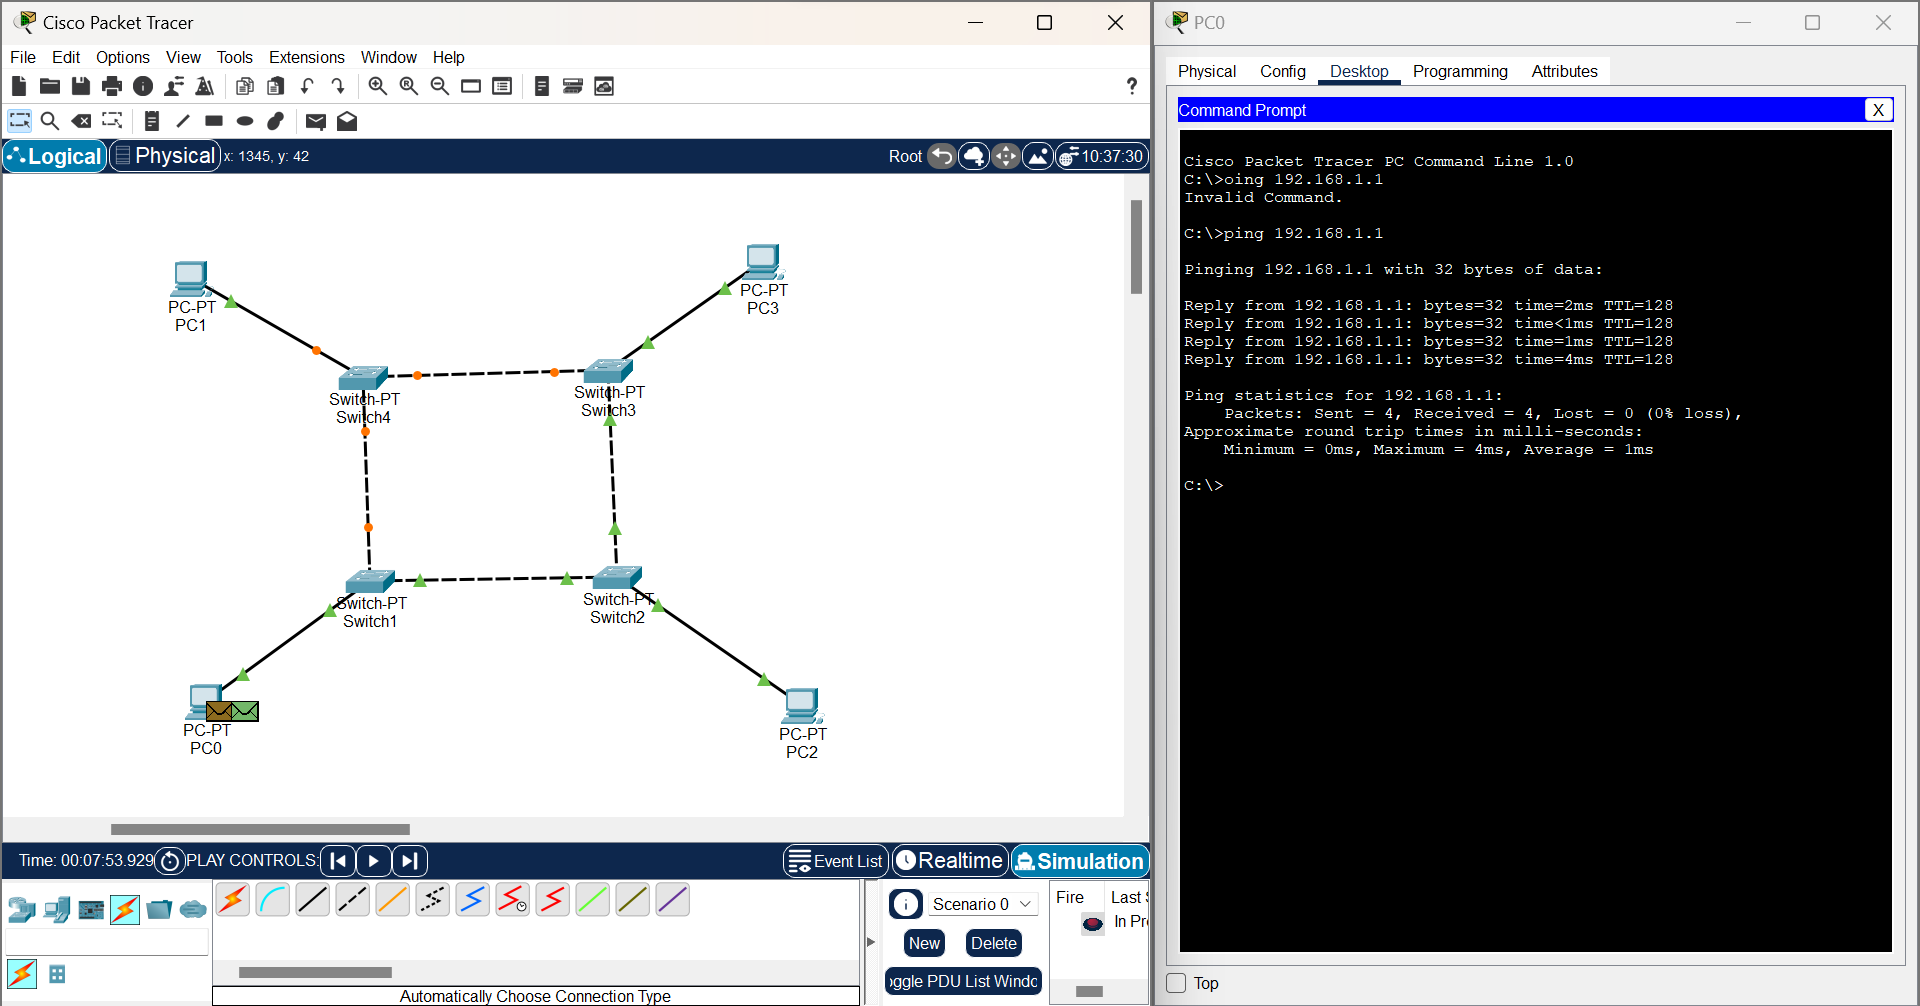 Cisco Packet Tracer
File Edit Options View Tools Extensions Window Help
?
Logical Physical x: 1345, y: 42 Root 10:37:30
PC-PT
PC1
PC-PT
PC3
Switch-PT
Switch4
Switch-PT
Switch3
Switch-PT
Switch1
Switch-PT
Switch2
PC-PT
PC0
PC-PT
PC2
Time: 00:07:53.929 PLAY CONTROLS: Event List Realtime Simulation
Scenario 0
New Delete
oggle PDU List Windo
Fire Last S
In Pr
Automatically Choose Connection Type
PC0
Physical Config Desktop Programming Attributes
Command Prompt X
Cisco Packet Tracer PC Command Line 1.0
C:\>oing 192.168.1.1
Invalid Command.
C:\>ping 192.168.1.1
Pinging 192.168.1.1 with 32 bytes of data:
Reply from 192.168.1.1: bytes=32 time=2ms TTL=128
Reply from 192.168.1.1: bytes=32 time<1ms TTL=128
Reply from 192.168.1.1: bytes=32 time=1ms TTL=128
Reply from 192.168.1.1: bytes=32 time=4ms TTL=128
Ping statistics for 192.168.1.1:
Packets: Sent = 4, Received = 4, Lost = 0 (0% loss),
Approximate round trip times in milli-seconds:
Minimum = 0ms, Maximum = 4ms, Average = 1ms
C:\>
Top